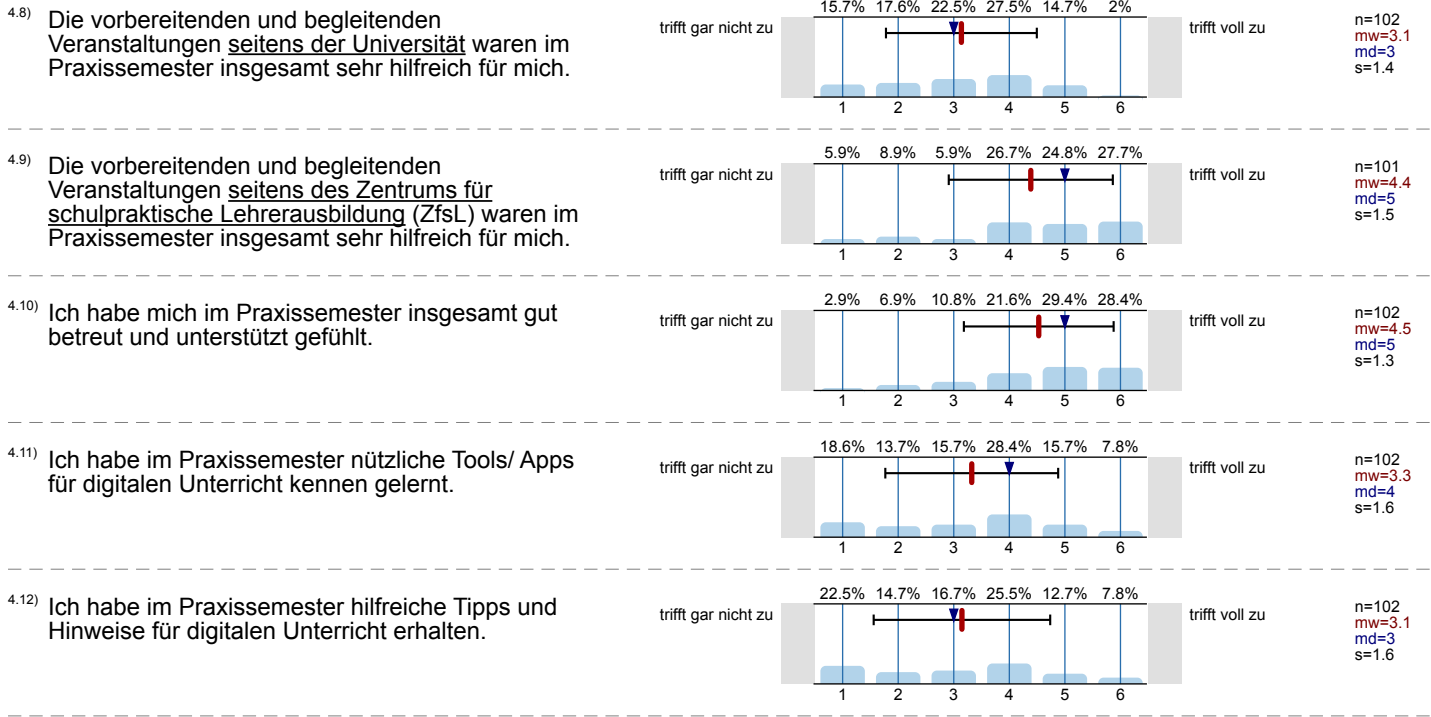 4.8) Die vorbereitenden und begleitenden
Veranstaltungen seitens der Universität waren im
Praxissemester insgesamt sehr hilfreich für mich.
trifft gar nicht zu
15.7% 17.6% 22.5% 27.5% 14.7% 2%
1 2 3 4 5 6
trifft voll zu
n=102
mw=3.1
md=3
s=1.4
4.9) Die vorbereitenden und begleitenden
Veranstaltungen seitens des Zentrums für
schulpraktische Lehrerausbildung (ZfsL) waren im
Praxissemester insgesamt sehr hilfreich für mich.
trifft gar nicht zu
5.9% 8.9% 5.9% 26.7% 24.8% 27.7%
1 2 3 4 5 6
trifft voll zu
n=101
mw=4.4
md=5
s=1.5
4.10) Ich habe mich im Praxissemester insgesamt gut
betreut und unterstützt gefühlt.
trifft gar nicht zu
2.9% 6.9% 10.8% 21.6% 29.4% 28.4%
1 2 3 4 5 6
trifft voll zu
n=102
mw=4.5
md=5
s=1.3
4.11) Ich habe im Praxissemester nützliche Tools/ Apps
für digitalen Unterricht kennen gelernt.
trifft gar nicht zu
18.6% 13.7% 15.7% 28.4% 15.7% 7.8%
1 2 3 4 5 6
trifft voll zu
n=102
mw=3.3
md=4
s=1.6
4.12) Ich habe im Praxissemester hilfreiche Tipps und
Hinweise für digitalen Unterricht erhalten.
trifft gar nicht zu
22.5% 14.7% 16.7% 25.5% 12.7% 7.8%
1 2 3 4 5 6
trifft voll zu
n=102
mw=3.1
md=3
s=1.6